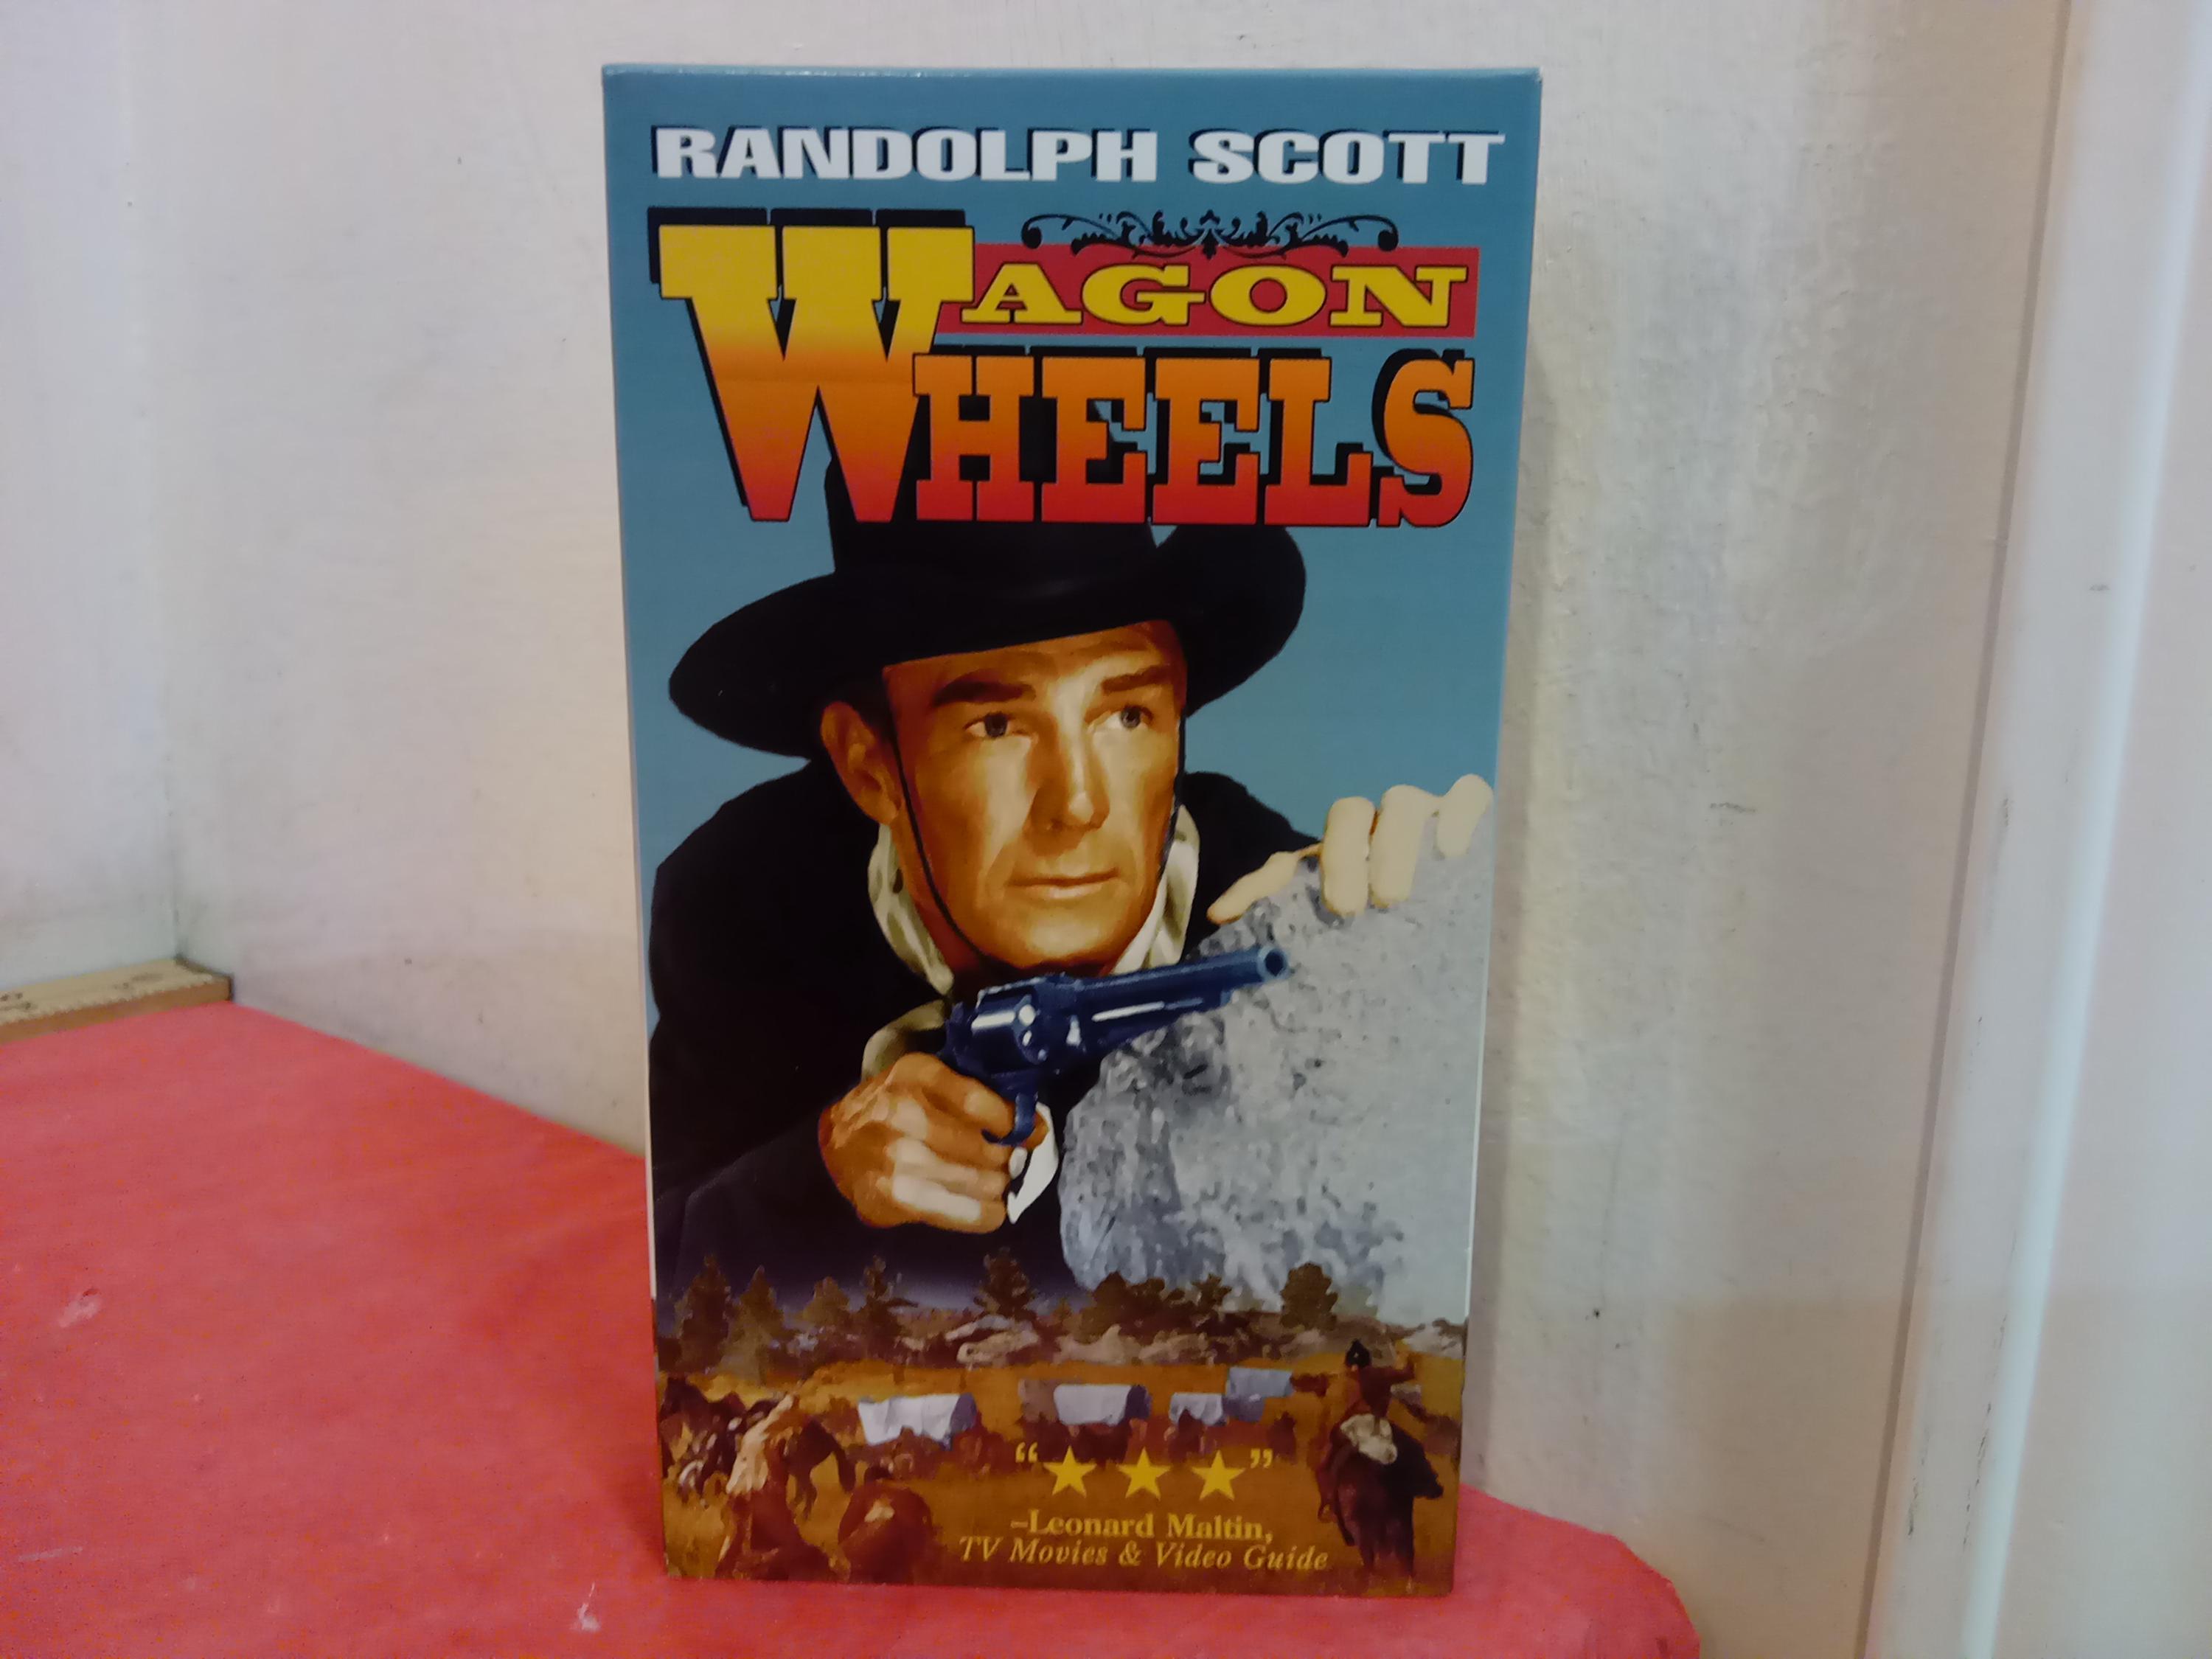 RANDOLPH SCOTT
WAGON
WHEELS
"★ ★ ★"
–Leonard Maltin,
TV Movies & Video Guide